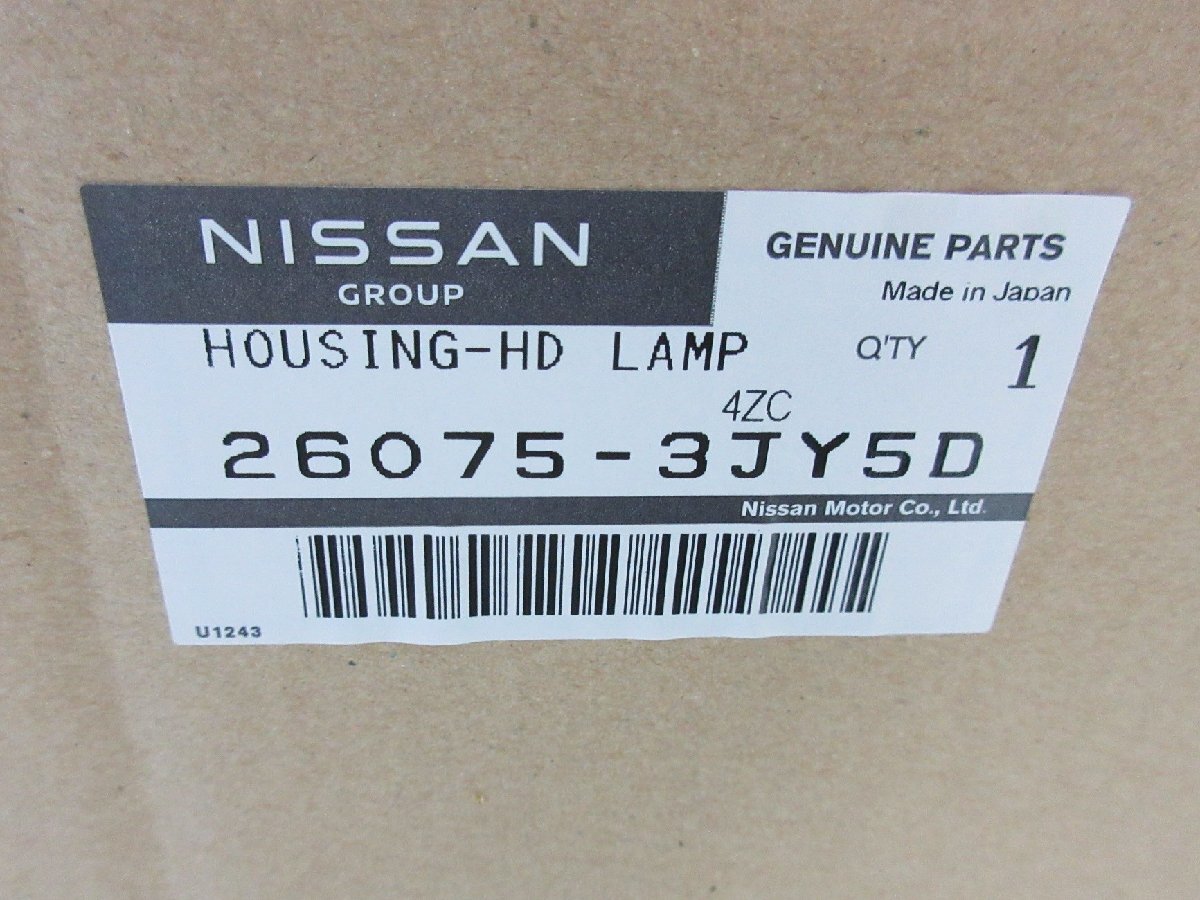 NISSAN
GROUP
GENUINE PARTS
Made in Japan
HOUSING-HD LAMP
Q'TY 1
4ZC
26075-3JY5D
Nissan Motor Co., Ltd.
U1243